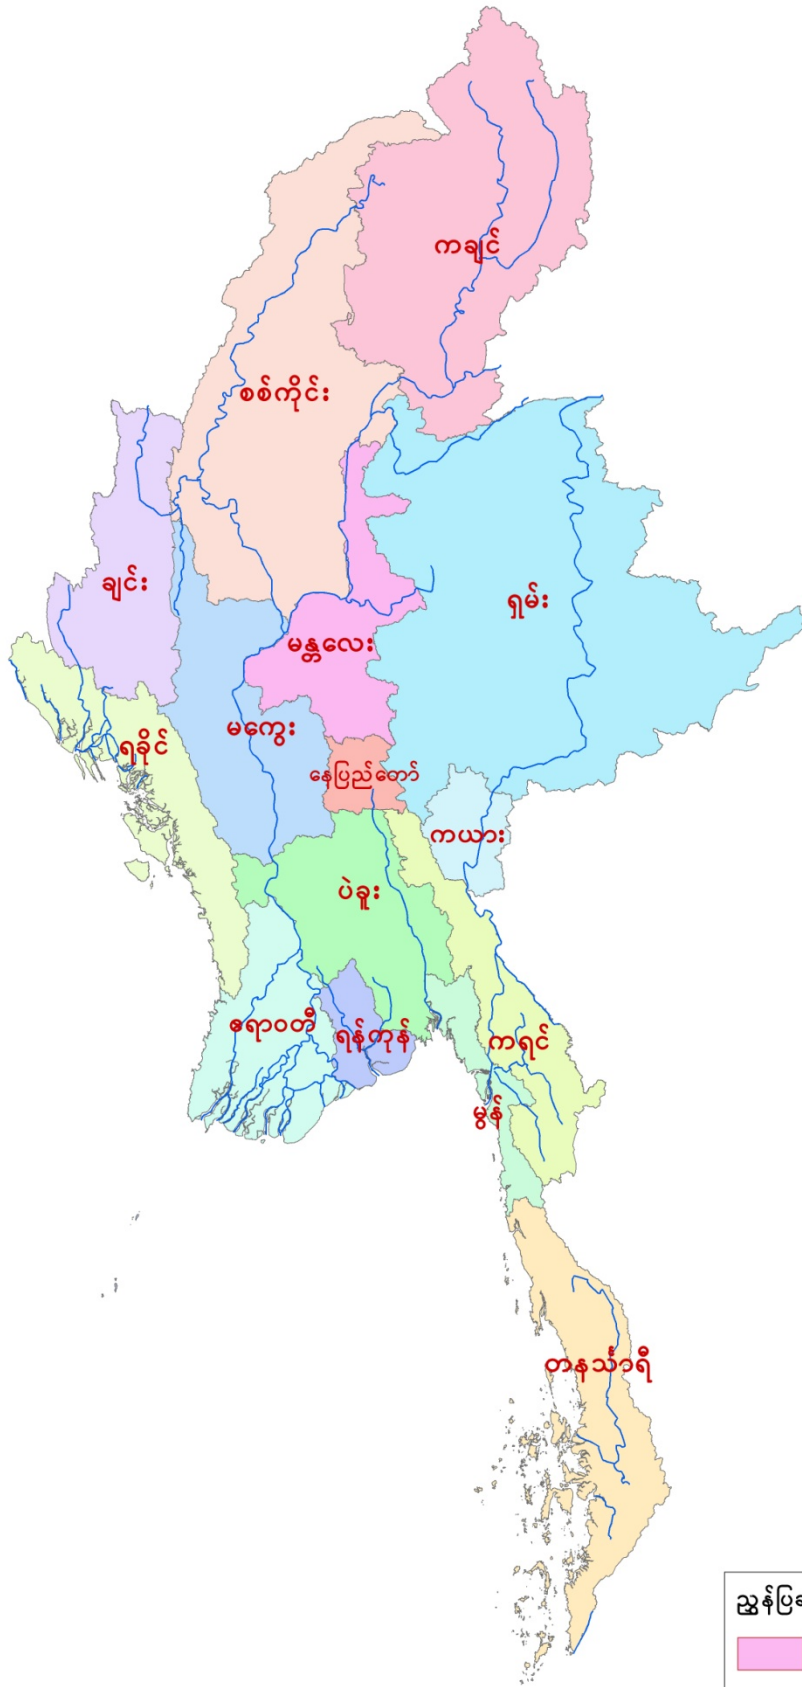 ကချင်
စစ်ကိုင်း
ချင်း
ရှမ်း
မန္တလေး
မကွေး
ရခိုင်
နေပြည်တော်
ကယား
ပဲခူး
ဧရာဝတီ
ရန်ကုန်
ကရင်
မွန်
တနင်္သာရီ